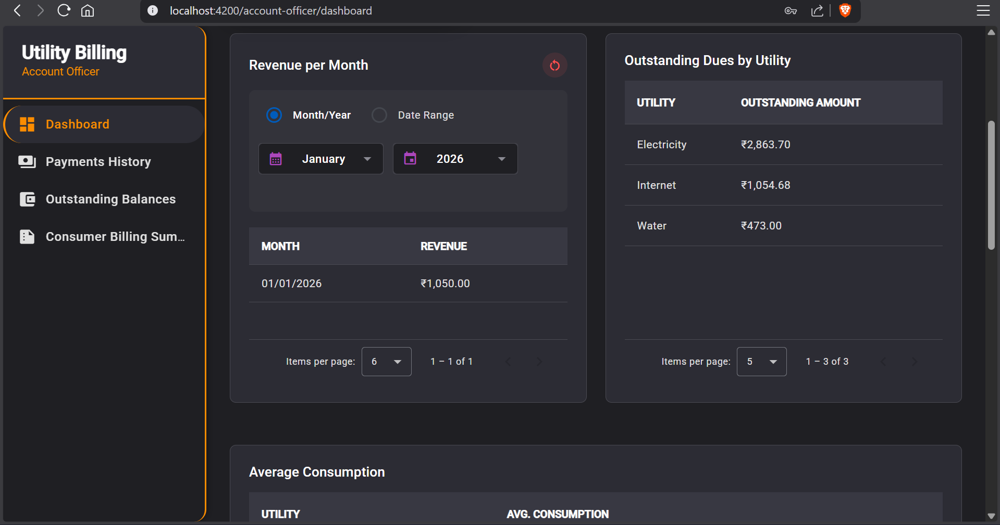 localhost:4200/account-officer/dashboard
Utility Billing
Account Officer
Dashboard
Payments History
Outstanding Balances
Consumer Billing Sum...
Revenue per Month
Month/Year Date Range
January 2026
MONTH REVENUE
01/01/2026 ₹1,050.00
Items per page: 6 1 – 1 of 1
Outstanding Dues by Utility
UTILITY OUTSTANDING AMOUNT
Electricity ₹2,863.70
Internet ₹1,054.68
Water ₹473.00
Items per page: 5 1 – 3 of 3
Average Consumption
UTILITY AVG. CONSUMPTION